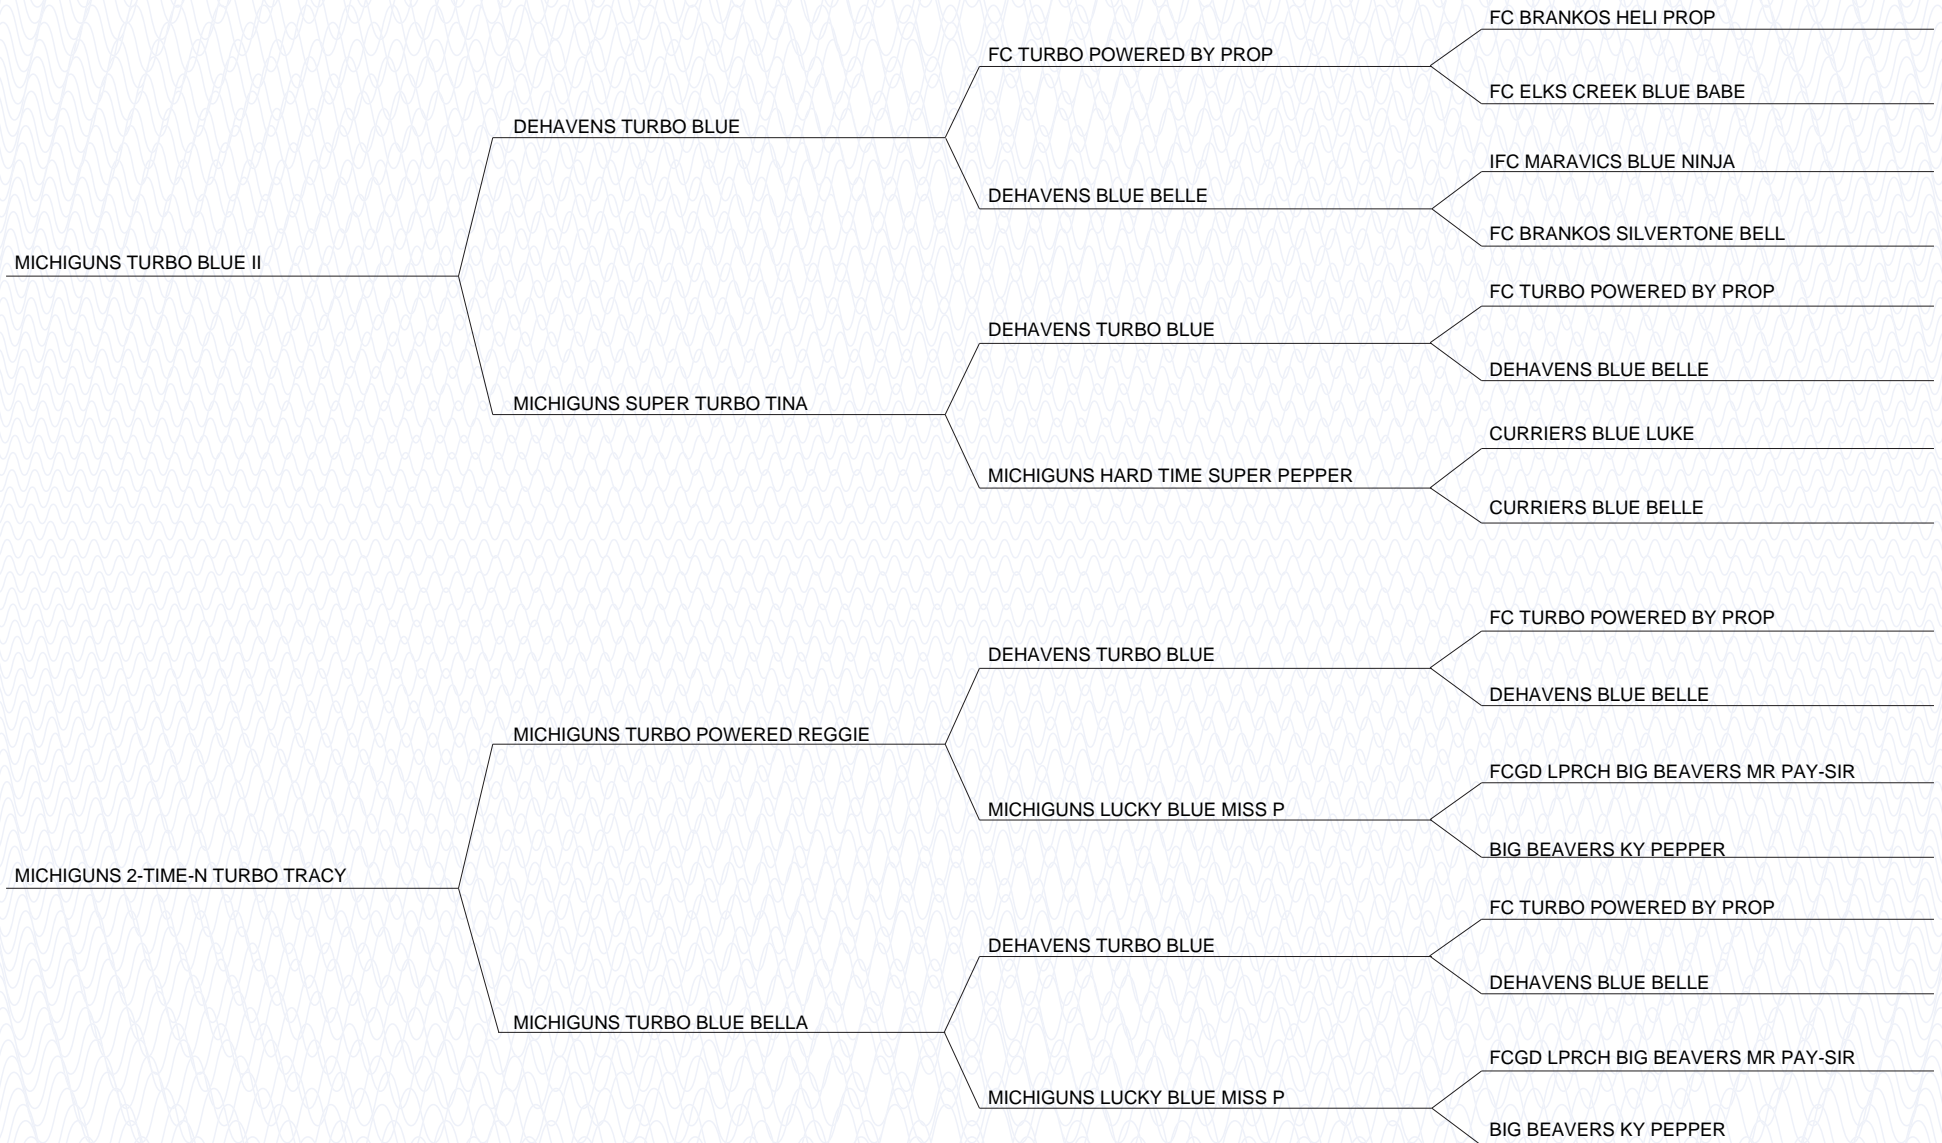 FC BRANKOS HELI PROP
FC TURBO POWERED BY PROP
FC ELKS CREEK BLUE BABE
DEHAVENS TURBO BLUE
IFC MARAVICS BLUE NINJA
DEHAVENS BLUE BELLE
FC BRANKOS SILVERTONE BELL
MICHIGUNS TURBO BLUE II
FC TURBO POWERED BY PROP
DEHAVENS TURBO BLUE
DEHAVENS BLUE BELLE
MICHIGUNS SUPER TURBO TINA
CURRIERS BLUE LUKE
MICHIGUNS HARD TIME SUPER PEPPER
CURRIERS BLUE BELLE
FC TURBO POWERED BY PROP
DEHAVENS TURBO BLUE
DEHAVENS BLUE BELLE
MICHIGUNS TURBO POWERED REGGIE
FCGD LPRCH BIG BEAVERS MR PAY-SIR
MICHIGUNS LUCKY BLUE MISS P
BIG BEAVERS KY PEPPER
MICHIGUNS 2-TIME-N TURBO TRACY
FC TURBO POWERED BY PROP
DEHAVENS TURBO BLUE
DEHAVENS BLUE BELLE
MICHIGUNS TURBO BLUE BELLA
FCGD LPRCH BIG BEAVERS MR PAY-SIR
MICHIGUNS LUCKY BLUE MISS P
BIG BEAVERS KY PEPPER